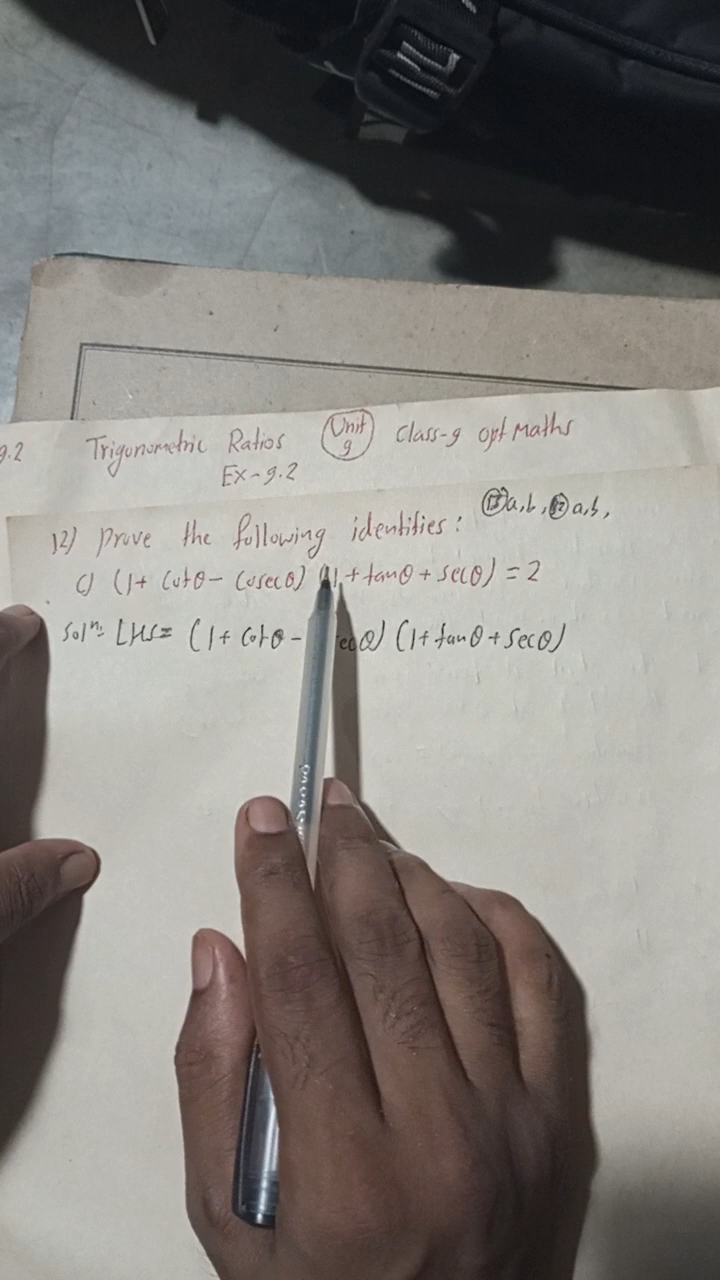 9.2 Trigonometric Ratios Unit 9 Class-9 opt Maths
Ex-9.2
12) Prove the following identities: a,b, a,b,
c) (1+ Cotθ- Cosecθ) (1+tanθ+secθ) = 2
Solⁿ= LHS= (1+ Cotθ- ecθ) (1+tanθ+secθ)